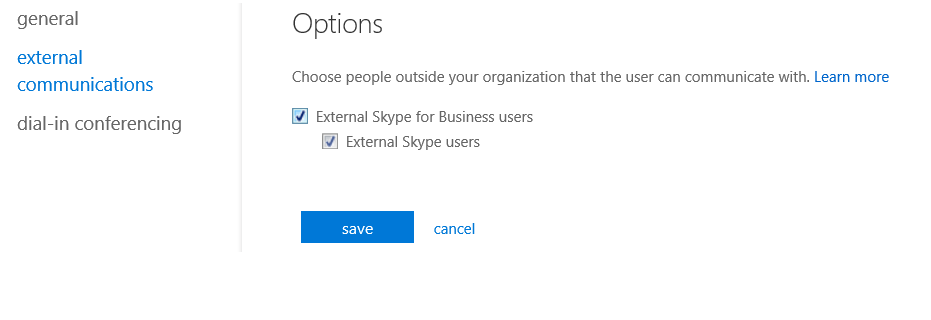 general
external
communications
dial-in conferencing
Options
Choose people outside your organization that the user can communicate with. Learn more
External Skype for Business users
External Skype users
save
cancel